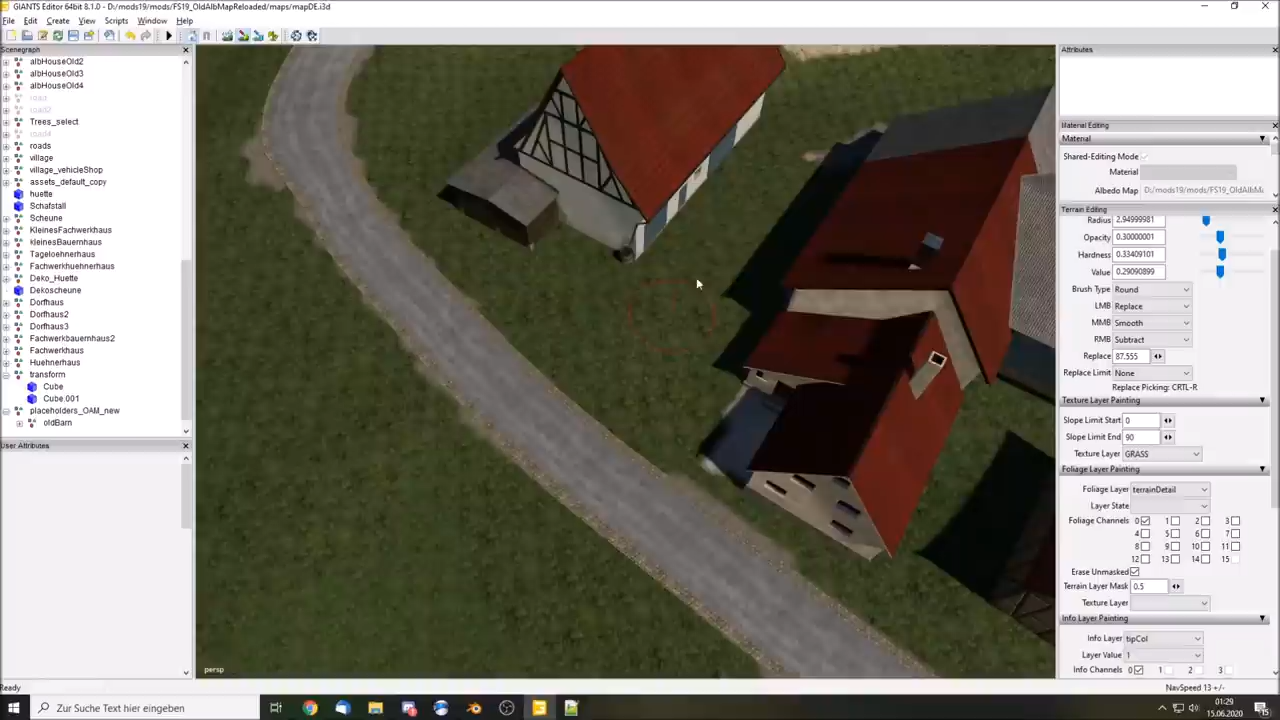 GIANTS Editor 64bit 8.1.0 - D:/mods19/mods/FS19_OldAlbMapReloaded/maps/mapDE.i3d
File Edit Create View Scripts Window Help
Scenegraph
albHouseOld2
albHouseOld3
albHouseOld4
road
road2
Trees_select
road4
roads
village
village_vehicleShop
assets_default_copy
huette
Schafstall
Scheune
KleinesFachwerkhaus
kleinesBauernhaus
Tageloehnerhaus
Fachwerkhuehnerhaus
Deko_Huette
Dekoscheune
Dorfhaus
Dorfhaus2
Dorfhaus3
Fachwerkbauernhaus2
Fachwerkhaus
Huehnerhaus
transform
Cube
Cube.001
placeholders_OAM_new
oldBarn
User Attributes
persp
Attributes
Material Editing
Material
Shared-Editing Mode
Material
Albedo Map D:/mods19/mods/FS19_OldAlbMa
Terrain Editing
Radius 2.94999981
Opacity 0.30000001
Hardness 0.33409101
Value 0.29090899
Brush Type Round
LMB Replace
MMB Smooth
RMB Subtract
Replace 87.555
Replace Limit None
Replace Picking: CRTL-R
Texture Layer Painting
Slope Limit Start 0
Slope Limit End 90
Texture Layer GRASS
Foliage Layer Painting
Foliage Layer terrainDetail
Layer State
Foliage Channels 0 1 2 3
4 5 6 7
8 9 10 11
12 13 14 15
Erase Unmasked
Terrain Layer Mask 0.5
Texture Layer
Info Layer Painting
Info Layer tipCol
Layer Value 1
Info Channels 0 1 2 3
Ready
NavSpeed 13 +/-
Zur Suche Text hier eingeben
01:29
15.06.2020